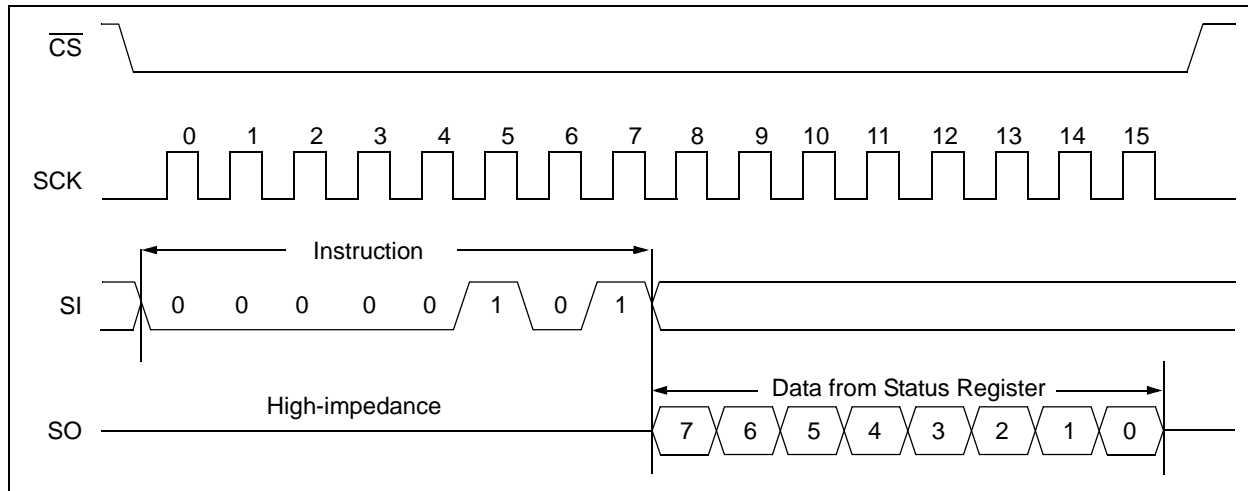 CS
0 1 2 3 4 5 6 7 8 9 10 11 12 13 14 15
SCK
Instruction
SI 0 0 0 0 0 1 0 1
High-impedance
Data from Status Register
SO 7 6 5 4 3 2 1 0